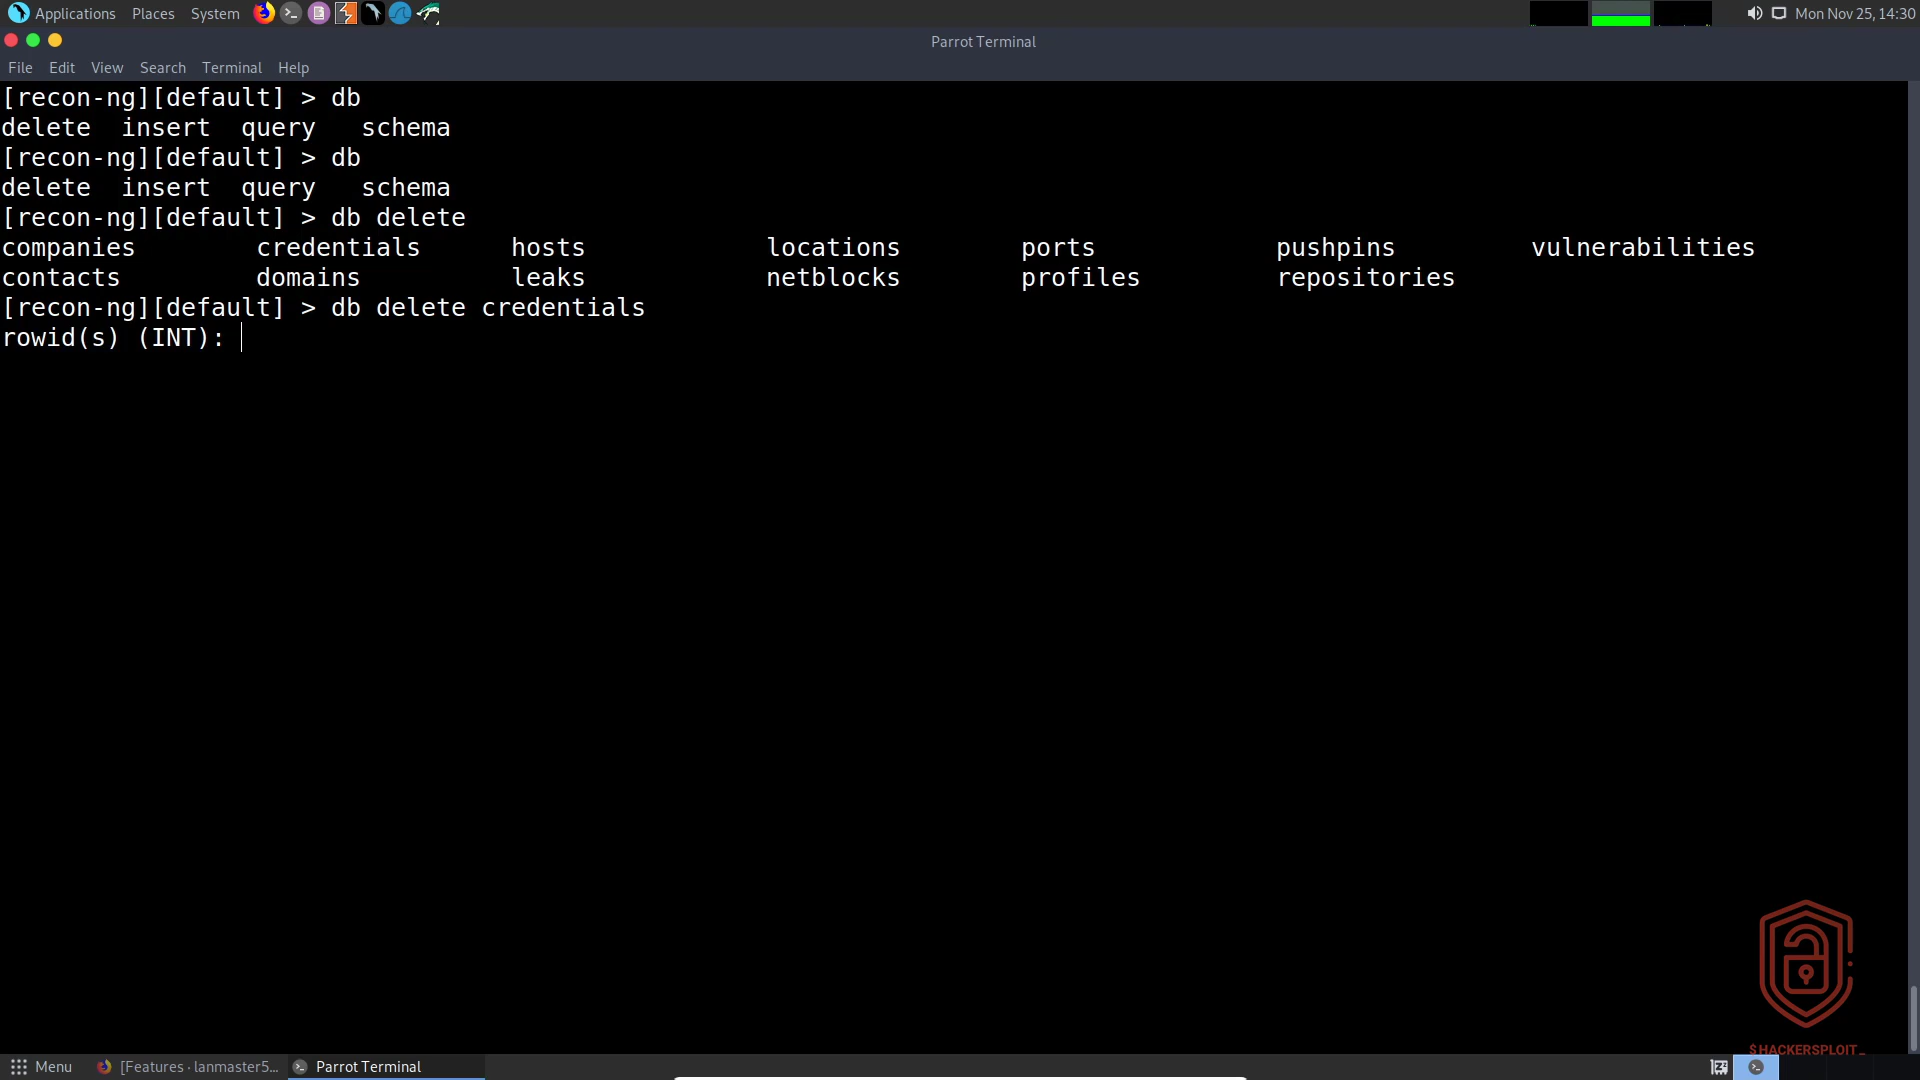 Applications Places System Mon Nov 25, 14:30
Parrot Terminal
File Edit View Search Terminal Help
[recon-ng][default] > db
delete insert query schema
[recon-ng][default] > db
delete insert query schema
[recon-ng][default] > db delete
companies credentials hosts locations ports pushpins vulnerabilities
contacts domains leaks netblocks profiles repositories
[recon-ng][default] > db delete credentials
rowid(s) (INT):
$HACKERSPLOIT_
Menu [Features · lanmaster5... Parrot Terminal